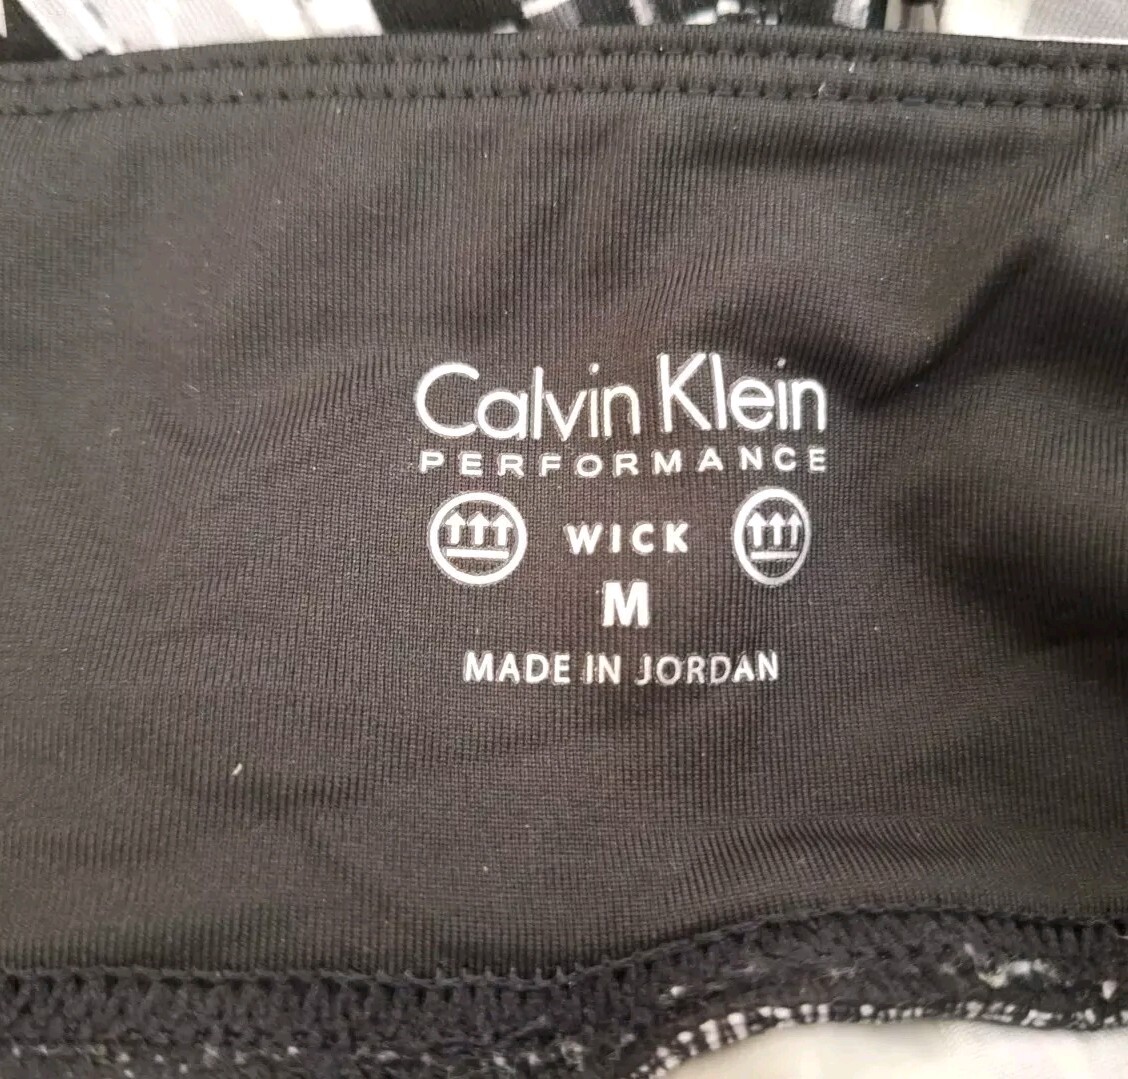 Calvin Klein
PERFORMANCE
WICK
M
MADE IN JORDAN